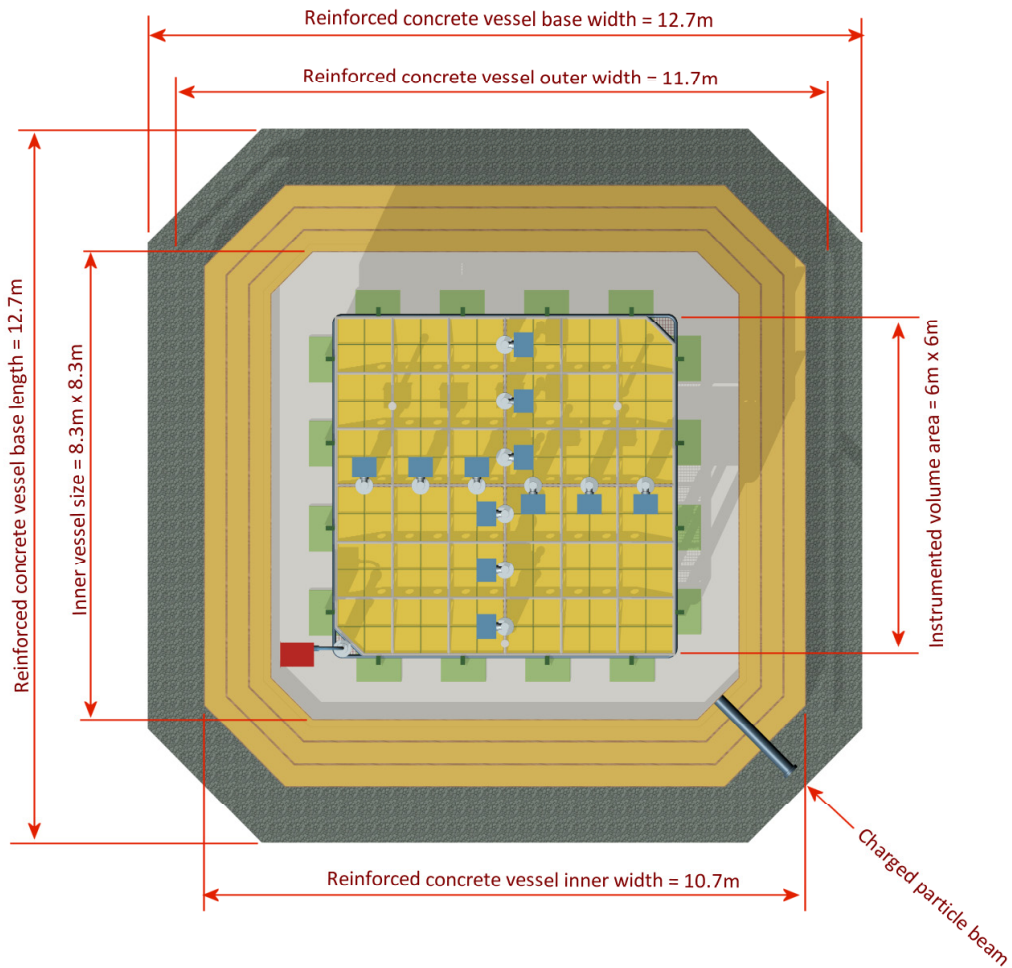 Reinforced concrete vessel base width = 12.7m
Reinforced concrete vessel outer width – 11.7m
Reinforced concrete vessel base length = 12.7m
Inner vessel size = 8.3m x 8.3m
Instrumented volume area = 6m x 6m
Reinforced concrete vessel inner width = 10.7m
Charged particle beam